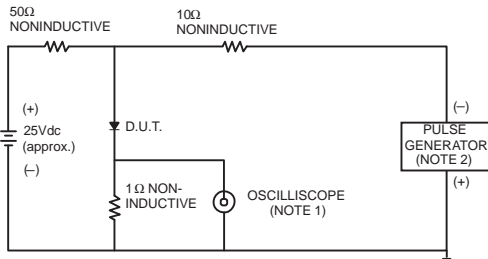 50Ω
NONINDUCTIVE
10Ω
NONINDUCTIVE
(+)
25Vdc
(approx.)
(–)
D.U.T.
1Ω NON-
INDUCTIVE
OSCILLISCOPE
(NOTE 1)
(–)
PULSE
GENERATOR
(NOTE 2)
(+)